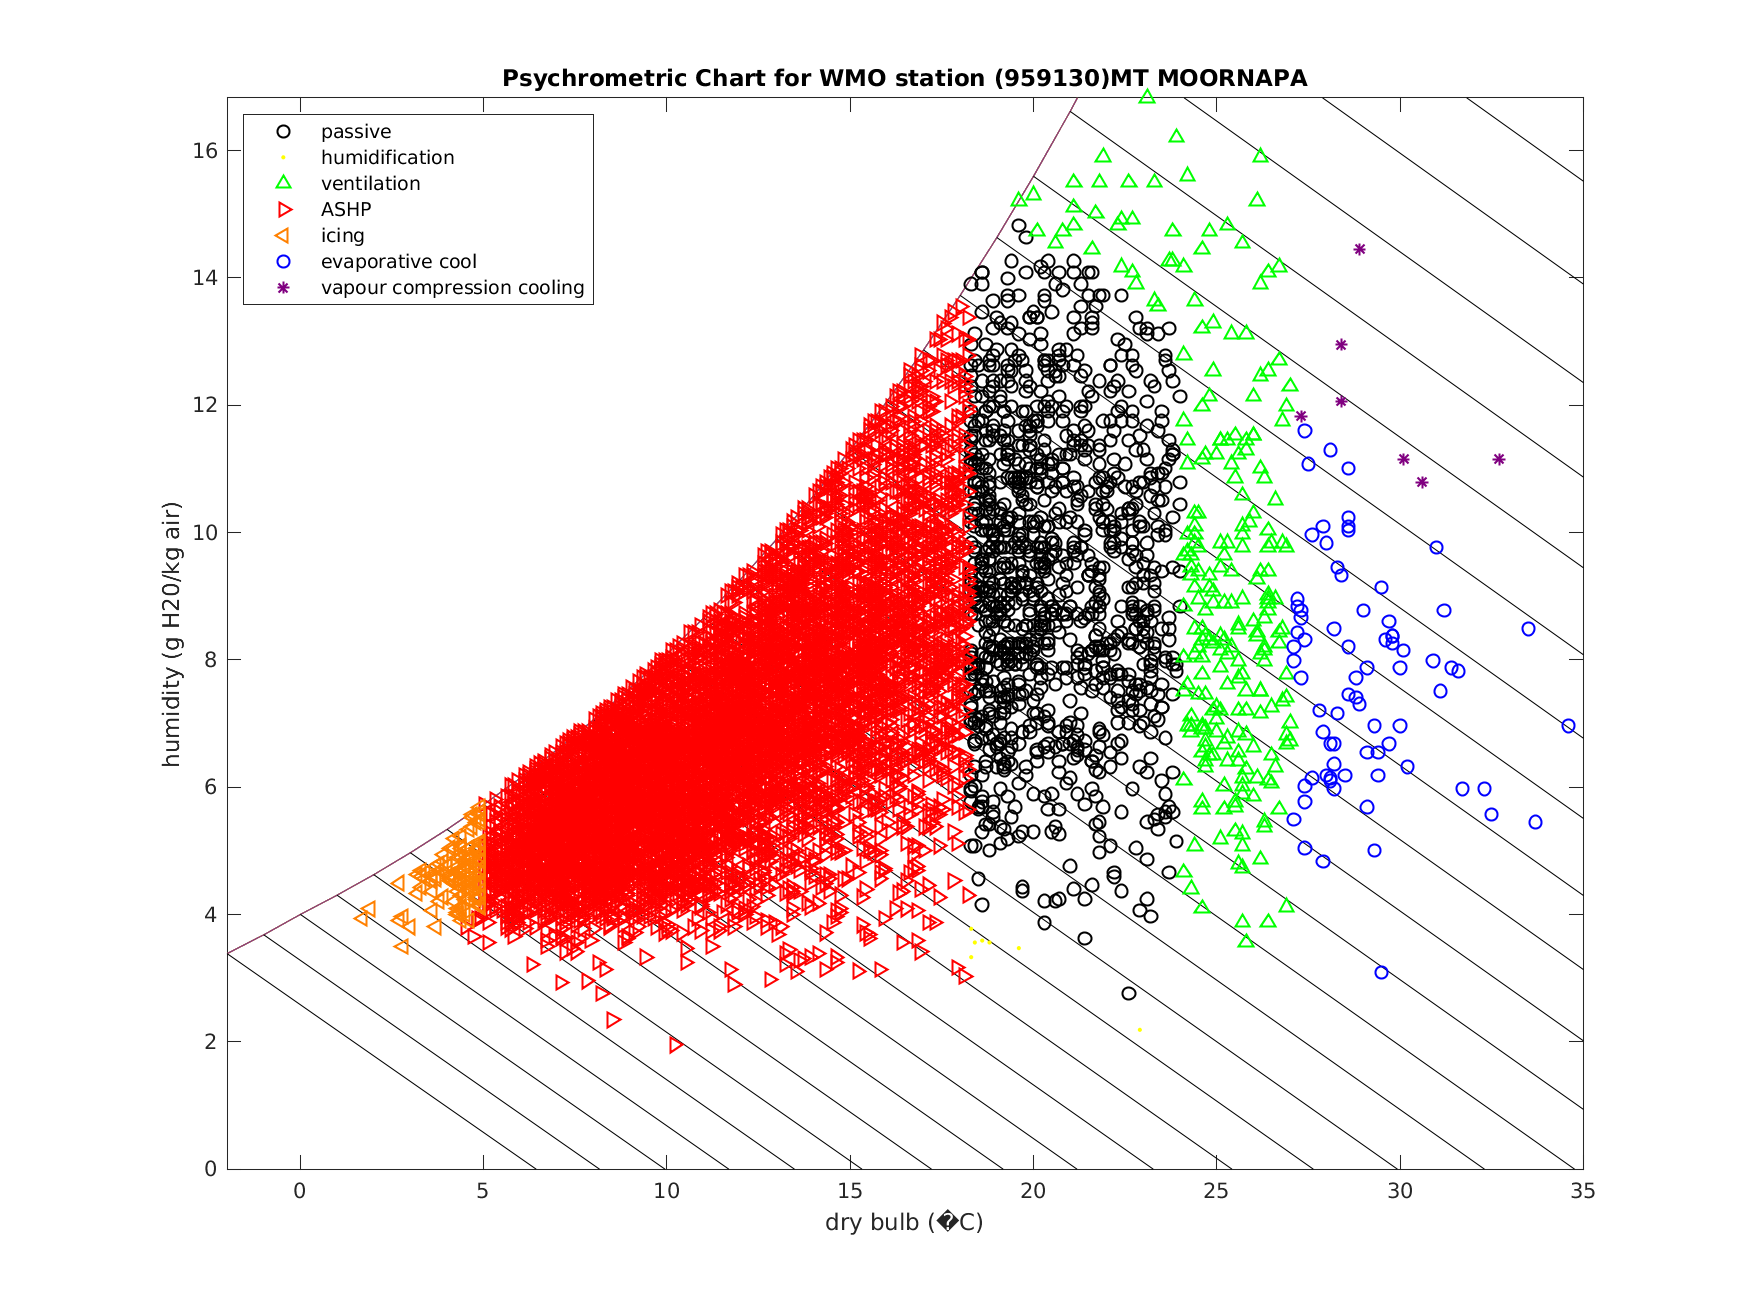 Psychrometric Chart for WMO station (959130)MT MOORNAPA
passive
humidification
ventilation
ASHP
icing
evaporative cool
vapour compression cooling
humidity (g H20/kg air)
16
14
12
10
8
6
4
2
0
0 5 10 15 20 25 30 35
dry bulb (�C)